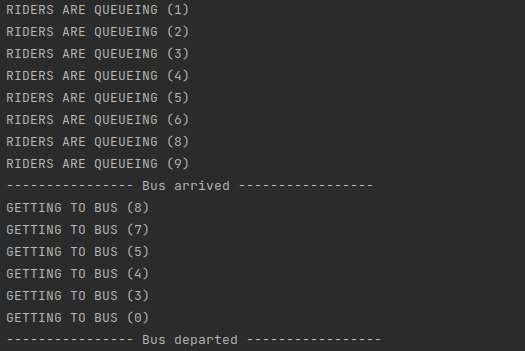 RIDERS ARE QUEUEING (1)
RIDERS ARE QUEUEING (2)
RIDERS ARE QUEUEING (3)
RIDERS ARE QUEUEING (4)
RIDERS ARE QUEUEING (5)
RIDERS ARE QUEUEING (6)
RIDERS ARE QUEUEING (8)
RIDERS ARE QUEUEING (9)
---------------- Bus arrived -----------------
GETTING TO BUS (8)
GETTING TO BUS (7)
GETTING TO BUS (5)
GETTING TO BUS (4)
GETTING TO BUS (3)
GETTING TO BUS (0)
---------------- Bus departed -----------------